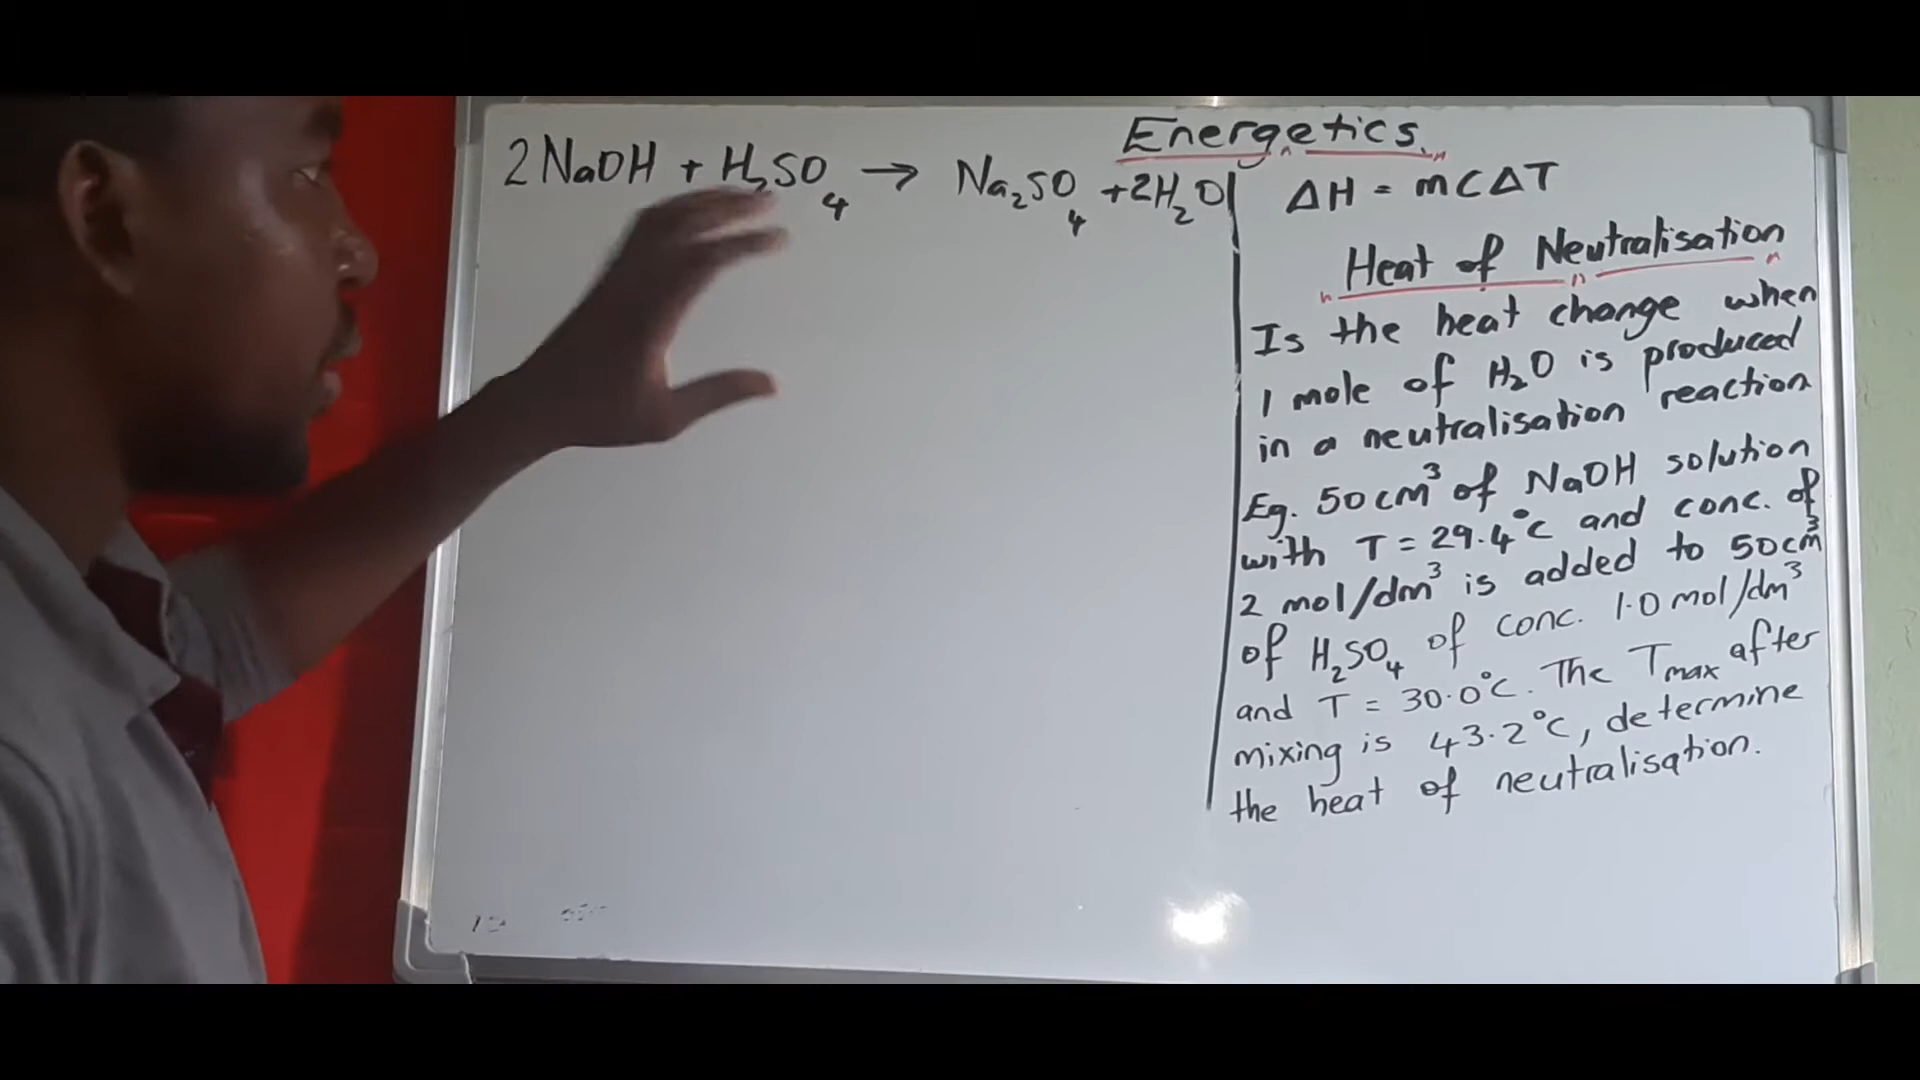 Energetics.
2NaOH + H₂SO₄ → Na₂SO₄ + 2H₂O
ΔH = mCΔT
Heat of Neutralisation
Is the heat change when
1 mole of H₂O is produced
in a neutralisation reaction
Eg. 50cm³ of NaOH solution
with T = 29.4°C and conc. of
2 mol/dm³ is added to 50cm³
of H₂SO₄ of conc. 1.0 mol/dm³
and T = 30.0°C. The Tmax after
mixing is 43.2°C, determine
the heat of neutralisation.